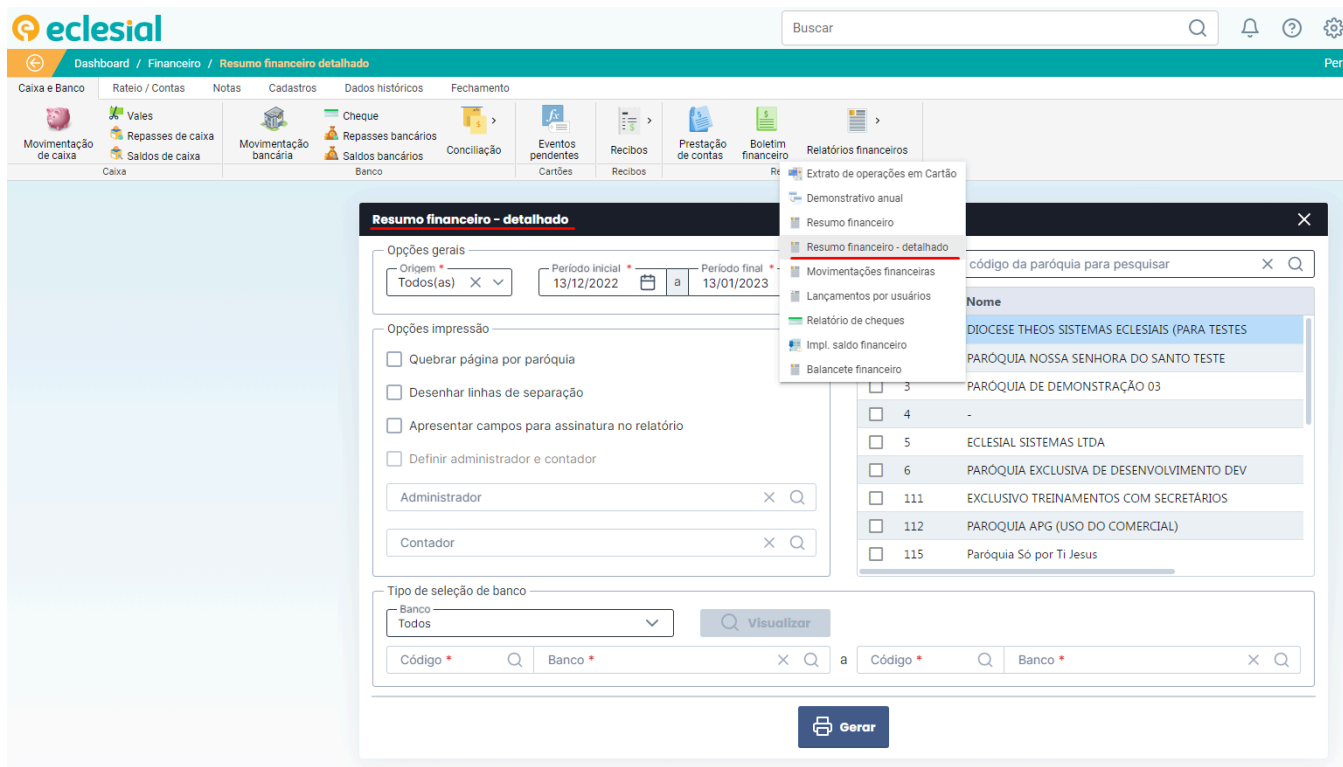 eclesial
Buscar
Dashboard / Financeiro / Resumo financeiro detalhado
Per
Caixa e Banco Rateio / Contas Notas Cadastros Dados históricos Fechamento
Movimentação de caixa
Vales
Repasses de caixa
Saldos de caixa
Caixa
Movimentação bancária
Cheque
Repasses bancários
Saldos bancários
Conciliação
Banco
Eventos pendentes
Cartões
Recibos
Recibos
Prestação de contas
Boletim financeiro
Relatórios financeiros
Re
Extrato de operações em Cartão
Demonstrativo anual
Resumo financeiro
Resumo financeiro - detalhado
Movimentações financeiras
Lançamentos por usuários
Relatório de cheques
Impl. saldo financeiro
Balancete financeiro
Resumo financeiro - detalhado
Opções gerais
Origem *
Todos(as)
Período inicial *
13/12/2022
a
Período final *
13/01/2023
código da paróquia para pesquisar
Nome
DIOCESE THEOS SISTEMAS ECLESIAIS (PARA TESTES
PARÓQUIA NOSSA SENHORA DO SANTO TESTE
3 PARÓQUIA DE DEMONSTRAÇÃO 03
4 -
5 ECLESIAL SISTEMAS LTDA
6 PARÓQUIA EXCLUSIVA DE DESENVOLVIMENTO DEV
111 EXCLUSIVO TREINAMENTOS COM SECRETÁRIOS
112 PAROQUIA APG (USO DO COMERCIAL)
115 Paróquia Só por Ti Jesus
Opções impressão
Quebrar página por paróquia
Desenhar linhas de separação
Apresentar campos para assinatura no relatório
Definir administrador e contador
Administrador
Contador
Tipo de seleção de banco
Banco
Todos
Visualizar
Código * Banco * a Código * Banco *
Gerar